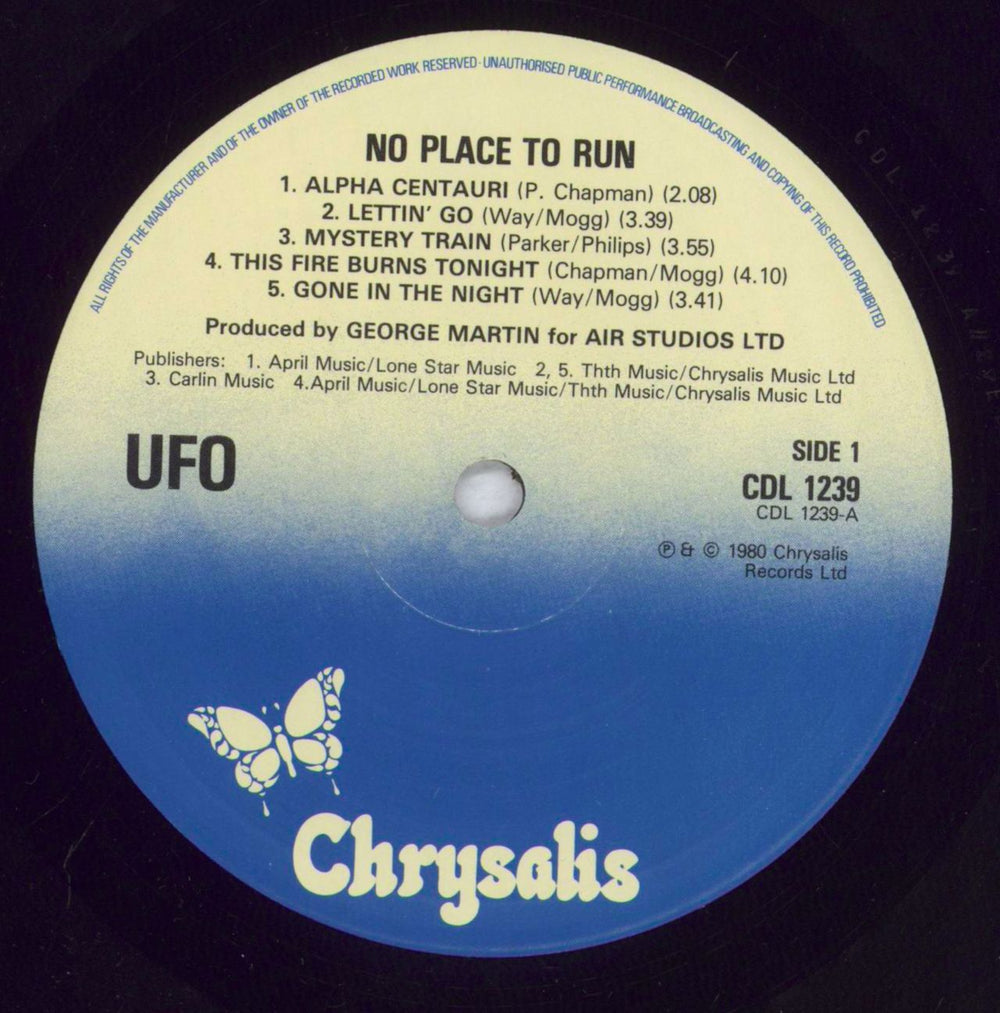 ALL RIGHTS OF THE MANUFACTURER AND OF THE OWNER OF THE RECORDED WORK RESERVED · UNAUTHORISED PUBLIC PERFORMANCE BROADCASTING AND COPYING OF THIS RECORD PROHIBITED
NO PLACE TO RUN
1. ALPHA CENTAURI (P. Chapman) (2.08)
2. LETTIN' GO (Way/Mogg) (3.39)
3. MYSTERY TRAIN (Parker/Philips) (3.55)
4. THIS FIRE BURNS TONIGHT (Chapman/Mogg) (4.10)
5. GONE IN THE NIGHT (Way/Mogg) (3.41)
Produced by GEORGE MARTIN for AIR STUDIOS LTD
Publishers: 1. April Music/Lone Star Music 2, 5. Thth Music/Chrysalis Music Ltd
3. Carlin Music 4.April Music/Lone Star Music/Thth Music/Chrysalis Music Ltd
UFO
SIDE 1
CDL 1239
CDL 1239-A
Ⓟ & © 1980 Chrysalis
Records Ltd
Chrysalis